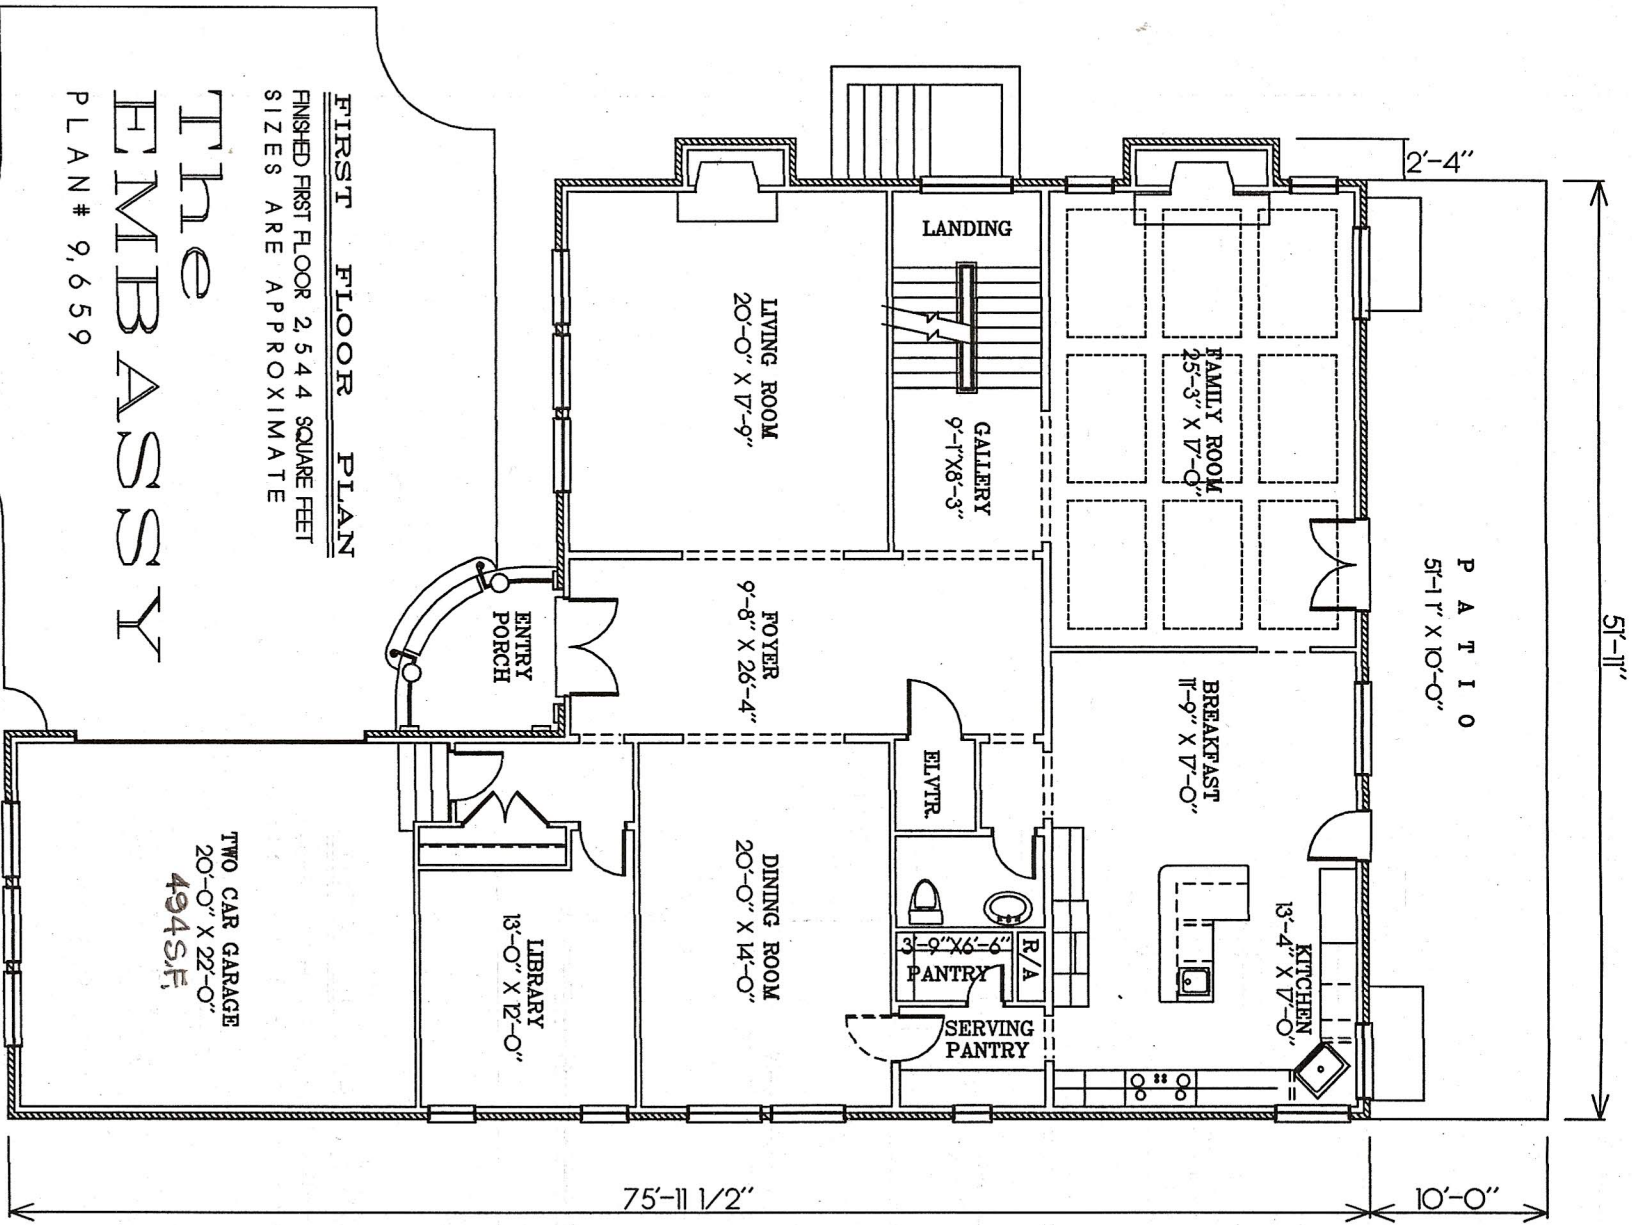 FIRST FLOOR PLAN
FINISHED FIRST FLOOR 2,544 SQUARE FEET
SIZES ARE APPROXIMATE
The
EMBASSY
PLAN# 9,659
2'-4"
LANDING
LIVING ROOM
20'-0" X 17'-9"
GALLERY
9'-1"X8'-3"
FAMILY ROOM
25'-3" X 17'-0"
PATIO
51'-11" X 10'-0"
51'-11"
ENTRY
PORCH
FOYER
9'-8" X 26'-4"
ELVTR.
BREAKFAST
11'-9" X 17'-0"
KITCHEN
13'-4" X 17'-0"
TWO CAR GARAGE
20'-0" X 22'-0"
494 S.F.
LIBRARY
13'-0" X 12'-0"
DINING ROOM
20'-0" X 14'-0"
3'-9"X6'-6"
PANTRY
R/A
SERVING
PANTRY
75'-11 1/2"
10'-0"